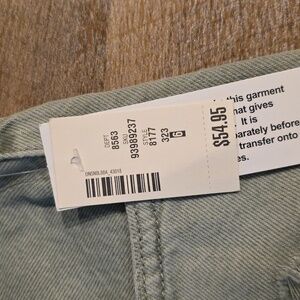 DEPT
8563
SKU
93989237
STYLE
8177
323
$54.95
this garment
hat gives
It is
parately before
transfer onto
es.